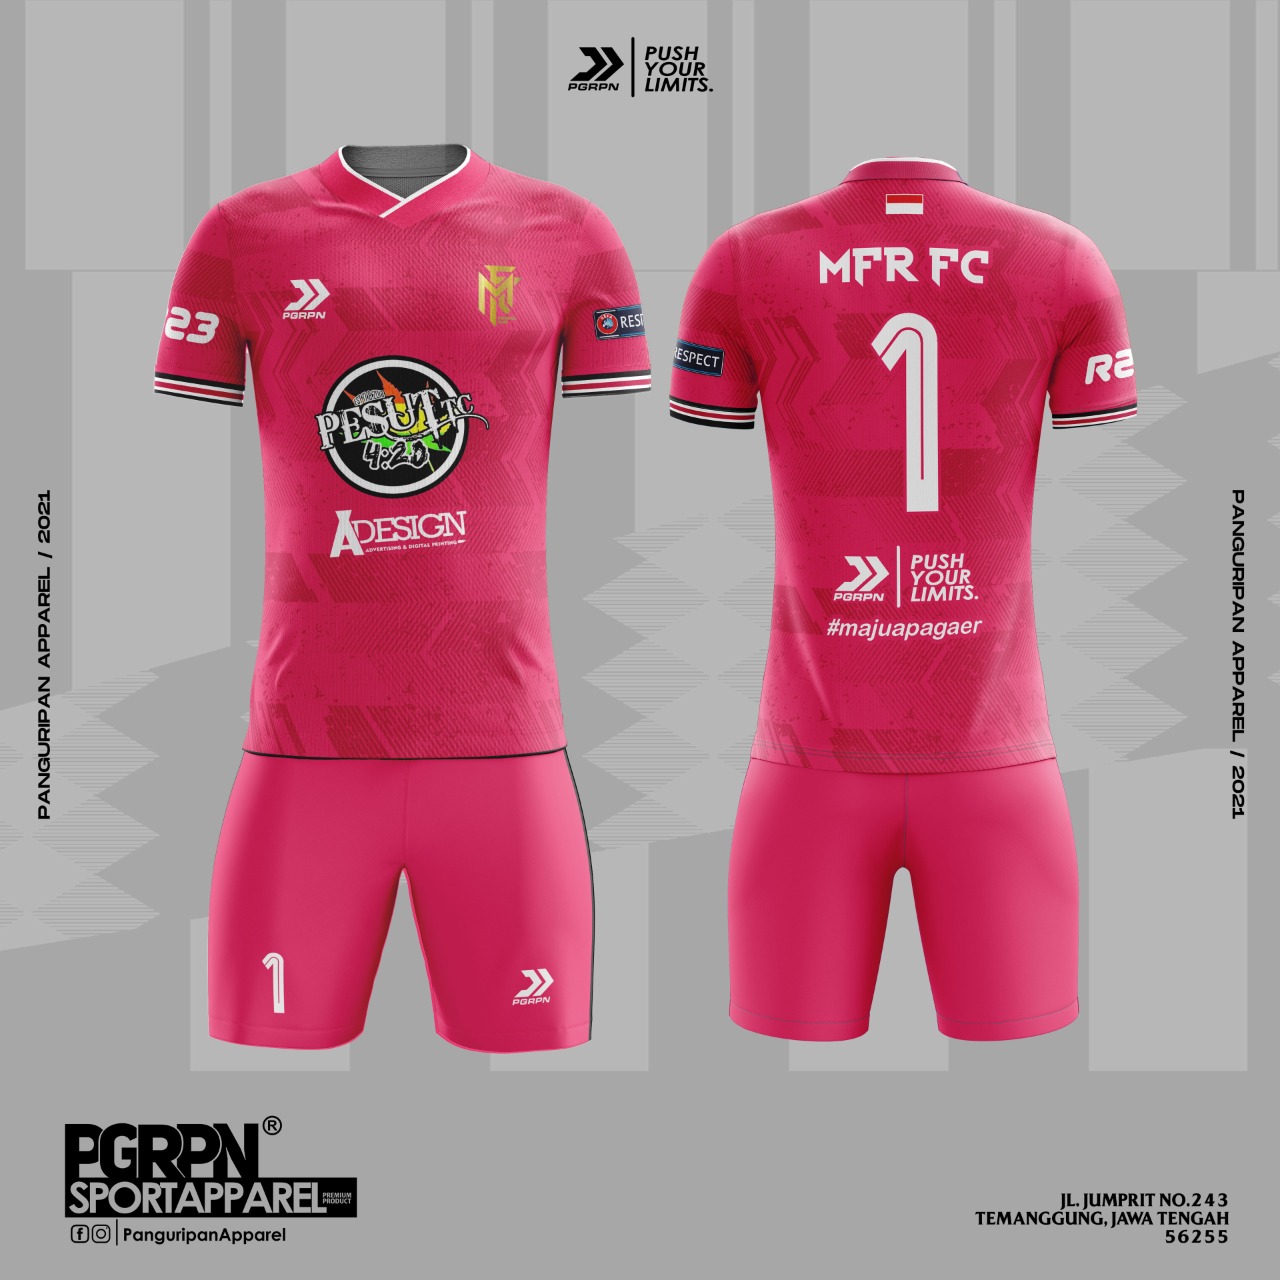 PGRPN
PUSH
YOUR
LIMITS.
PGRPN
23
RESP
PESUT TC
4:20
ADESIGN
ADVERTISING & DIGITAL PRINTING
1
PGRPN
MFR FC
1
RESPECT
R2
PGRPN
PUSH
YOUR
LIMITS.
#majuapagaer
PANGURIPAN APPAREL / 2021
PANGURIPAN APPAREL / 2021
PGRPN®
SPORTAPPAREL PREMIUM
PRODUCT
PanguripanApparel
JL. JUMPRIT NO.243
TEMANGGUNG, JAWA TENGAH
56255